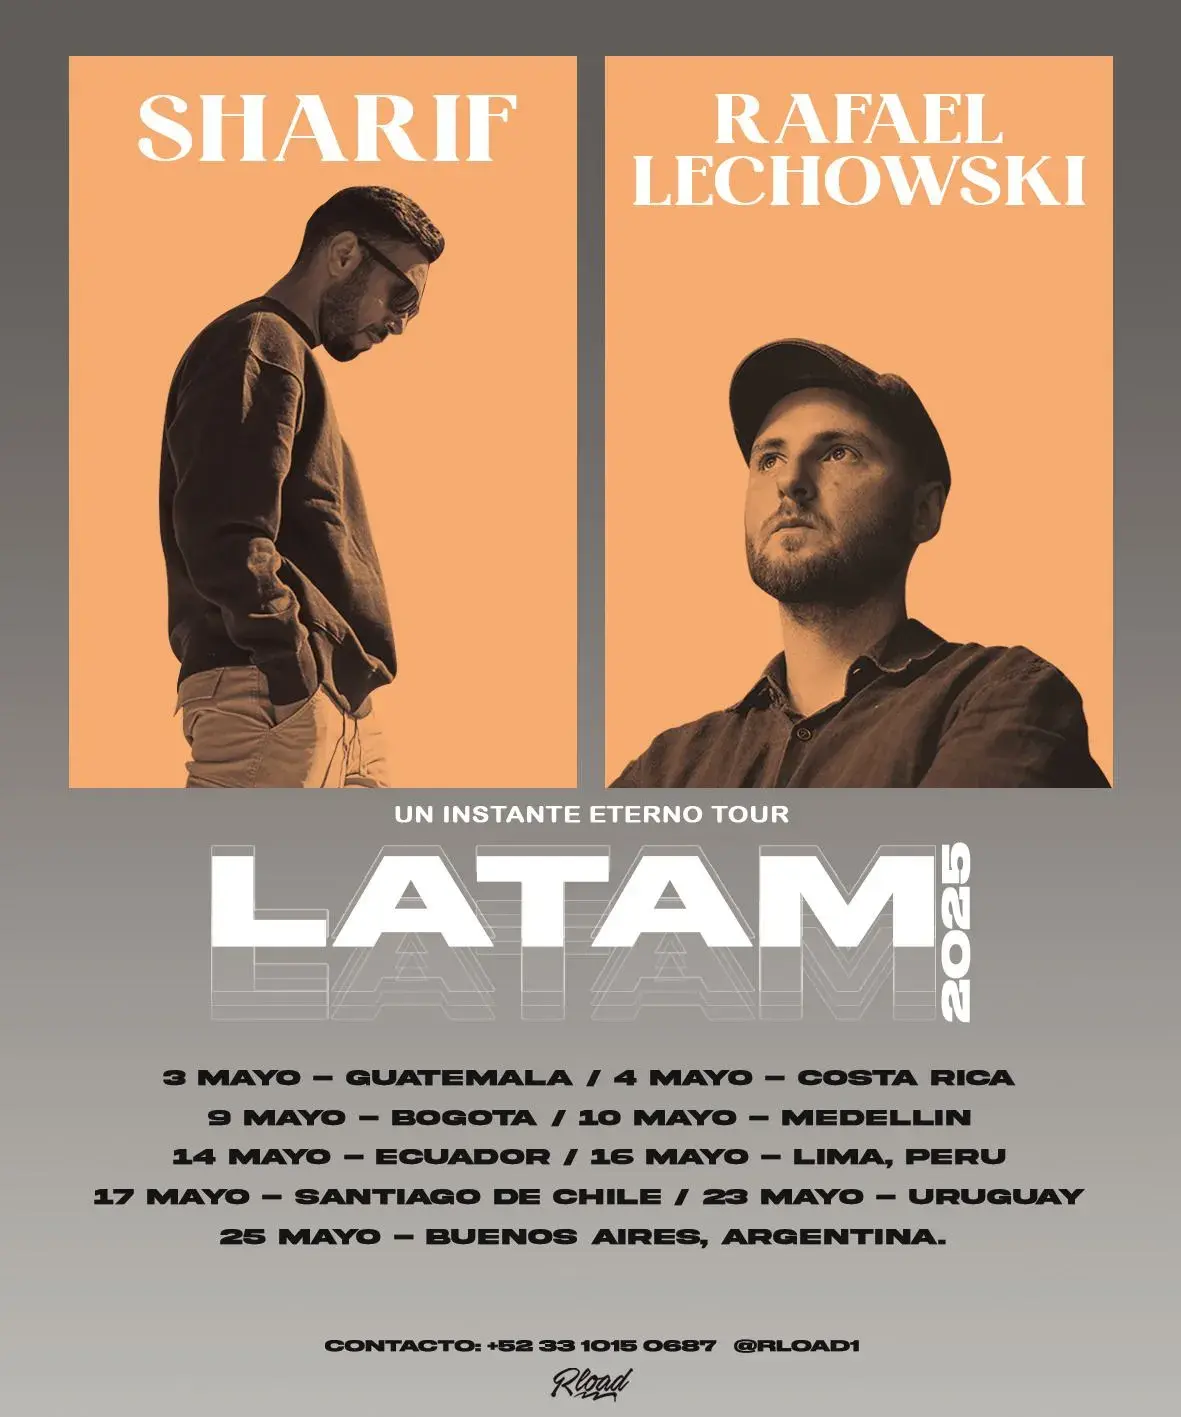 SHARIF
RAFAEL
LECHOWSKI
UN INSTANTE ETERNO TOUR
LATAM 2025
3 MAYO – GUATEMALA / 4 MAYO – COSTA RICA
9 MAYO – BOGOTA / 10 MAYO – MEDELLIN
14 MAYO – ECUADOR / 16 MAYO – LIMA, PERU
17 MAYO – SANTIAGO DE CHILE / 23 MAYO – URUGUAY
25 MAYO – BUENOS AIRES, ARGENTINA.
CONTACTO: +52 33 1015 0687 @RLOAD1
Rload